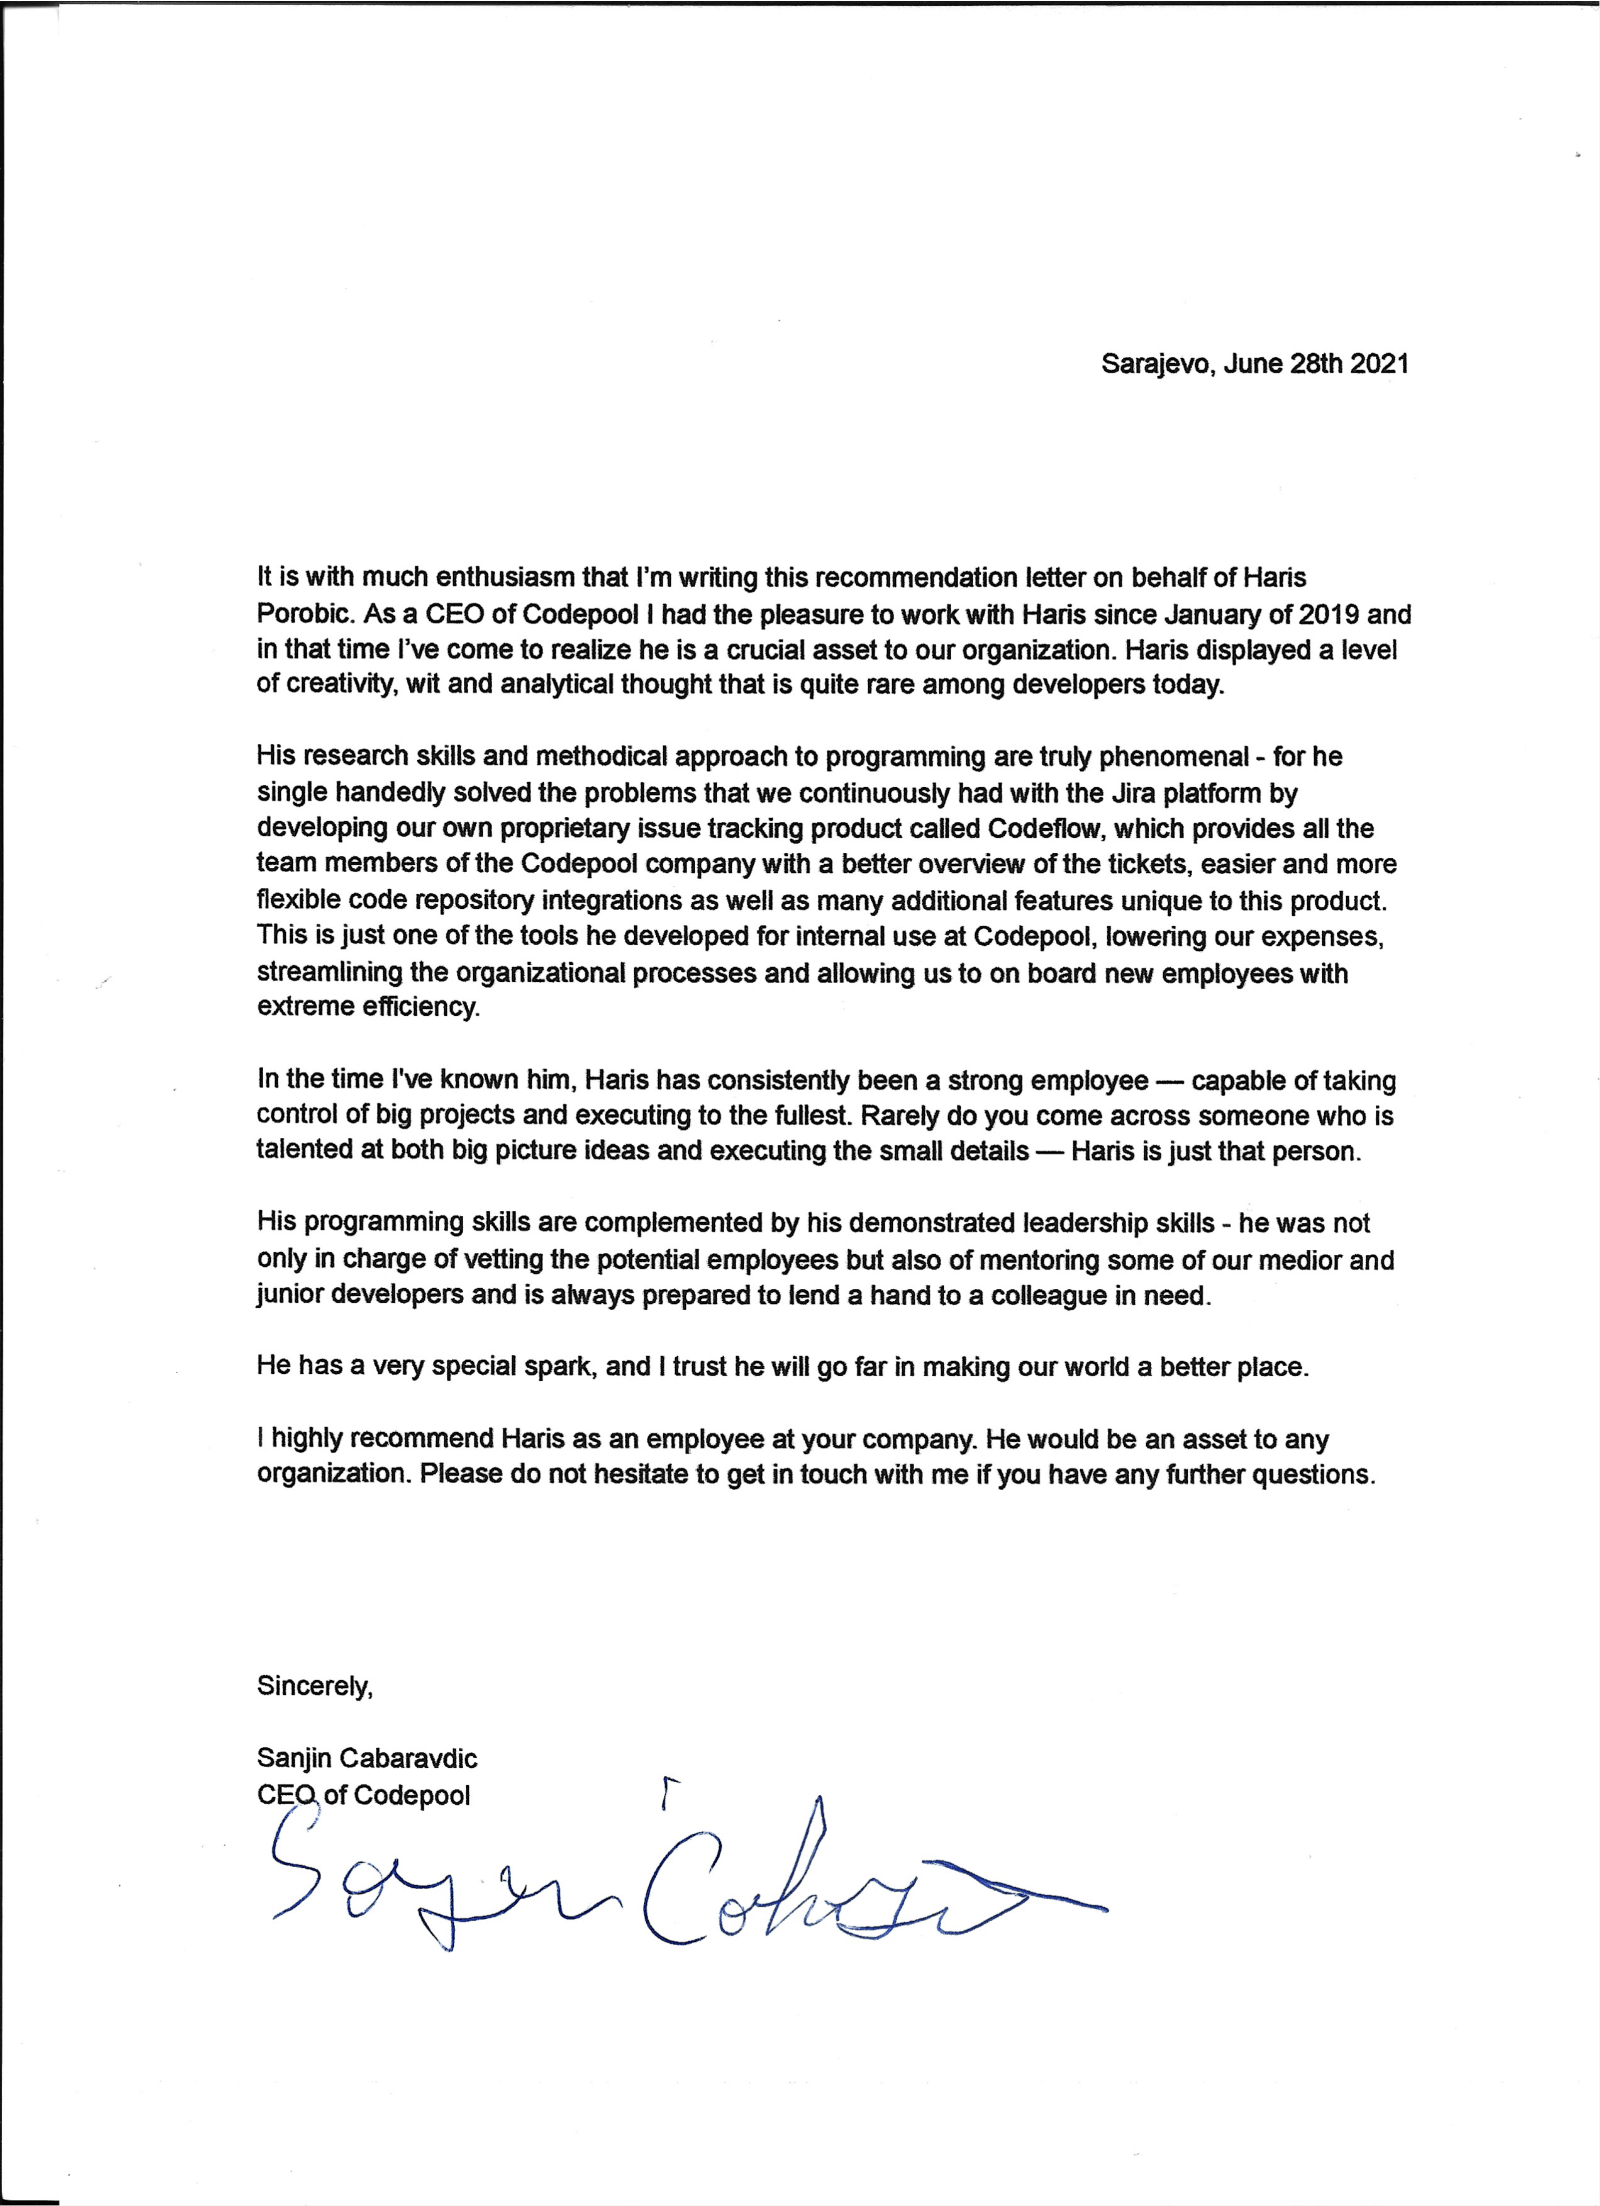 Sarajevo, June 28th 2021
It is with much enthusiasm that I'm writing this recommendation letter on behalf of Haris
Porobic. As a CEO of Codepool I had the pleasure to work with Haris since January of 2019 and
in that time I've come to realize he is a crucial asset to our organization. Haris displayed a level
of creativity, wit and analytical thought that is quite rare among developers today.
His research skills and methodical approach to programming are truly phenomenal - for he
single handedly solved the problems that we continuously had with the Jira platform by
developing our own proprietary issue tracking product called Codeflow, which provides all the
team members of the Codepool company with a better overview of the tickets, easier and more
flexible code repository integrations as well as many additional features unique to this product.
This is just one of the tools he developed for internal use at Codepool, lowering our expenses,
streamlining the organizational processes and allowing us to on board new employees with
extreme efficiency.
In the time I've known him, Haris has consistently been a strong employee — capable of taking
control of big projects and executing to the fullest. Rarely do you come across someone who is
talented at both big picture ideas and executing the small details — Haris is just that person.
His programming skills are complemented by his demonstrated leadership skills - he was not
only in charge of vetting the potential employees but also of mentoring some of our medior and
junior developers and is always prepared to lend a hand to a colleague in need.
He has a very special spark, and I trust he will go far in making our world a better place.
I highly recommend Haris as an employee at your company. He would be an asset to any
organization. Please do not hesitate to get in touch with me if you have any further questions.
Sincerely,
Sanjin Cabaravdic
CEO of Codepool